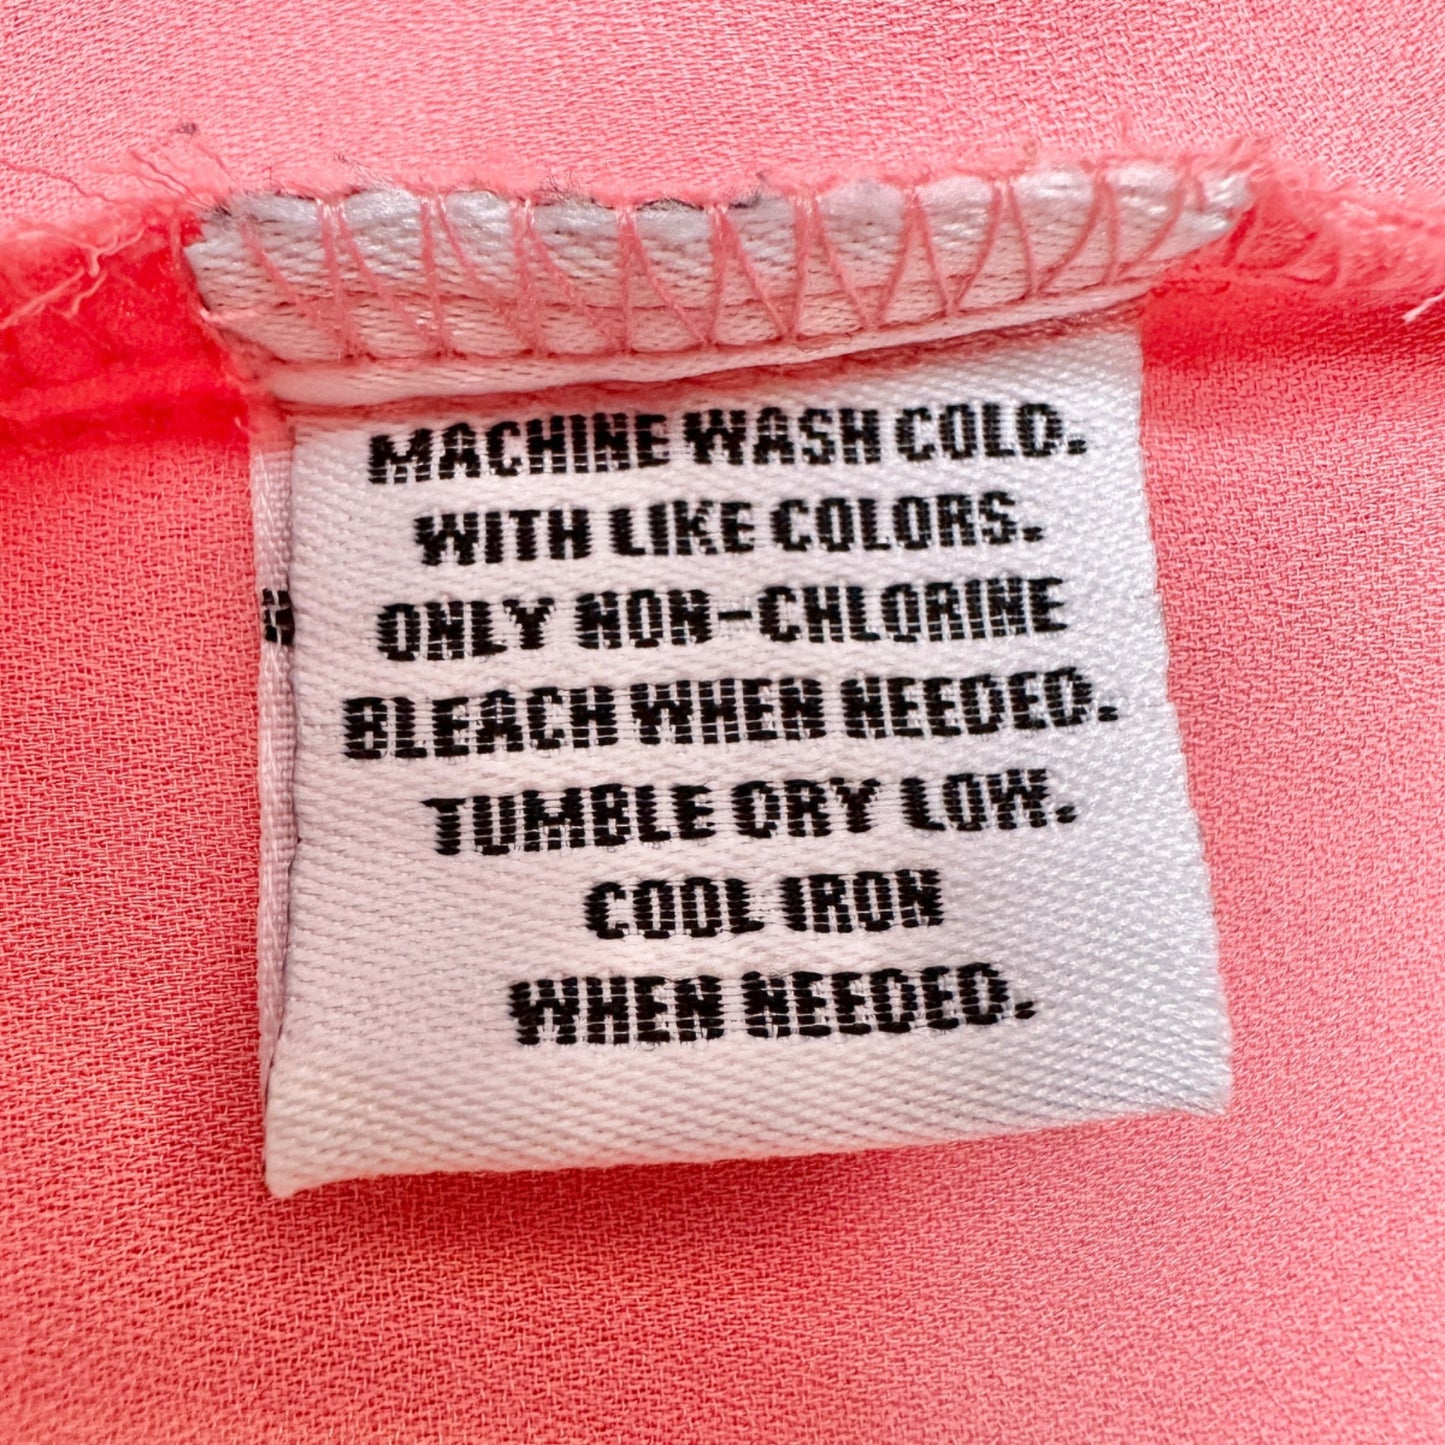 MACHINE WASH COLD.
WITH LIKE COLORS.
ONLY NON-CHLORINE
BLEACH WHEN NEEDED.
TUMBLE DRY LOW.
COOL IRON
WHEN NEEDED.